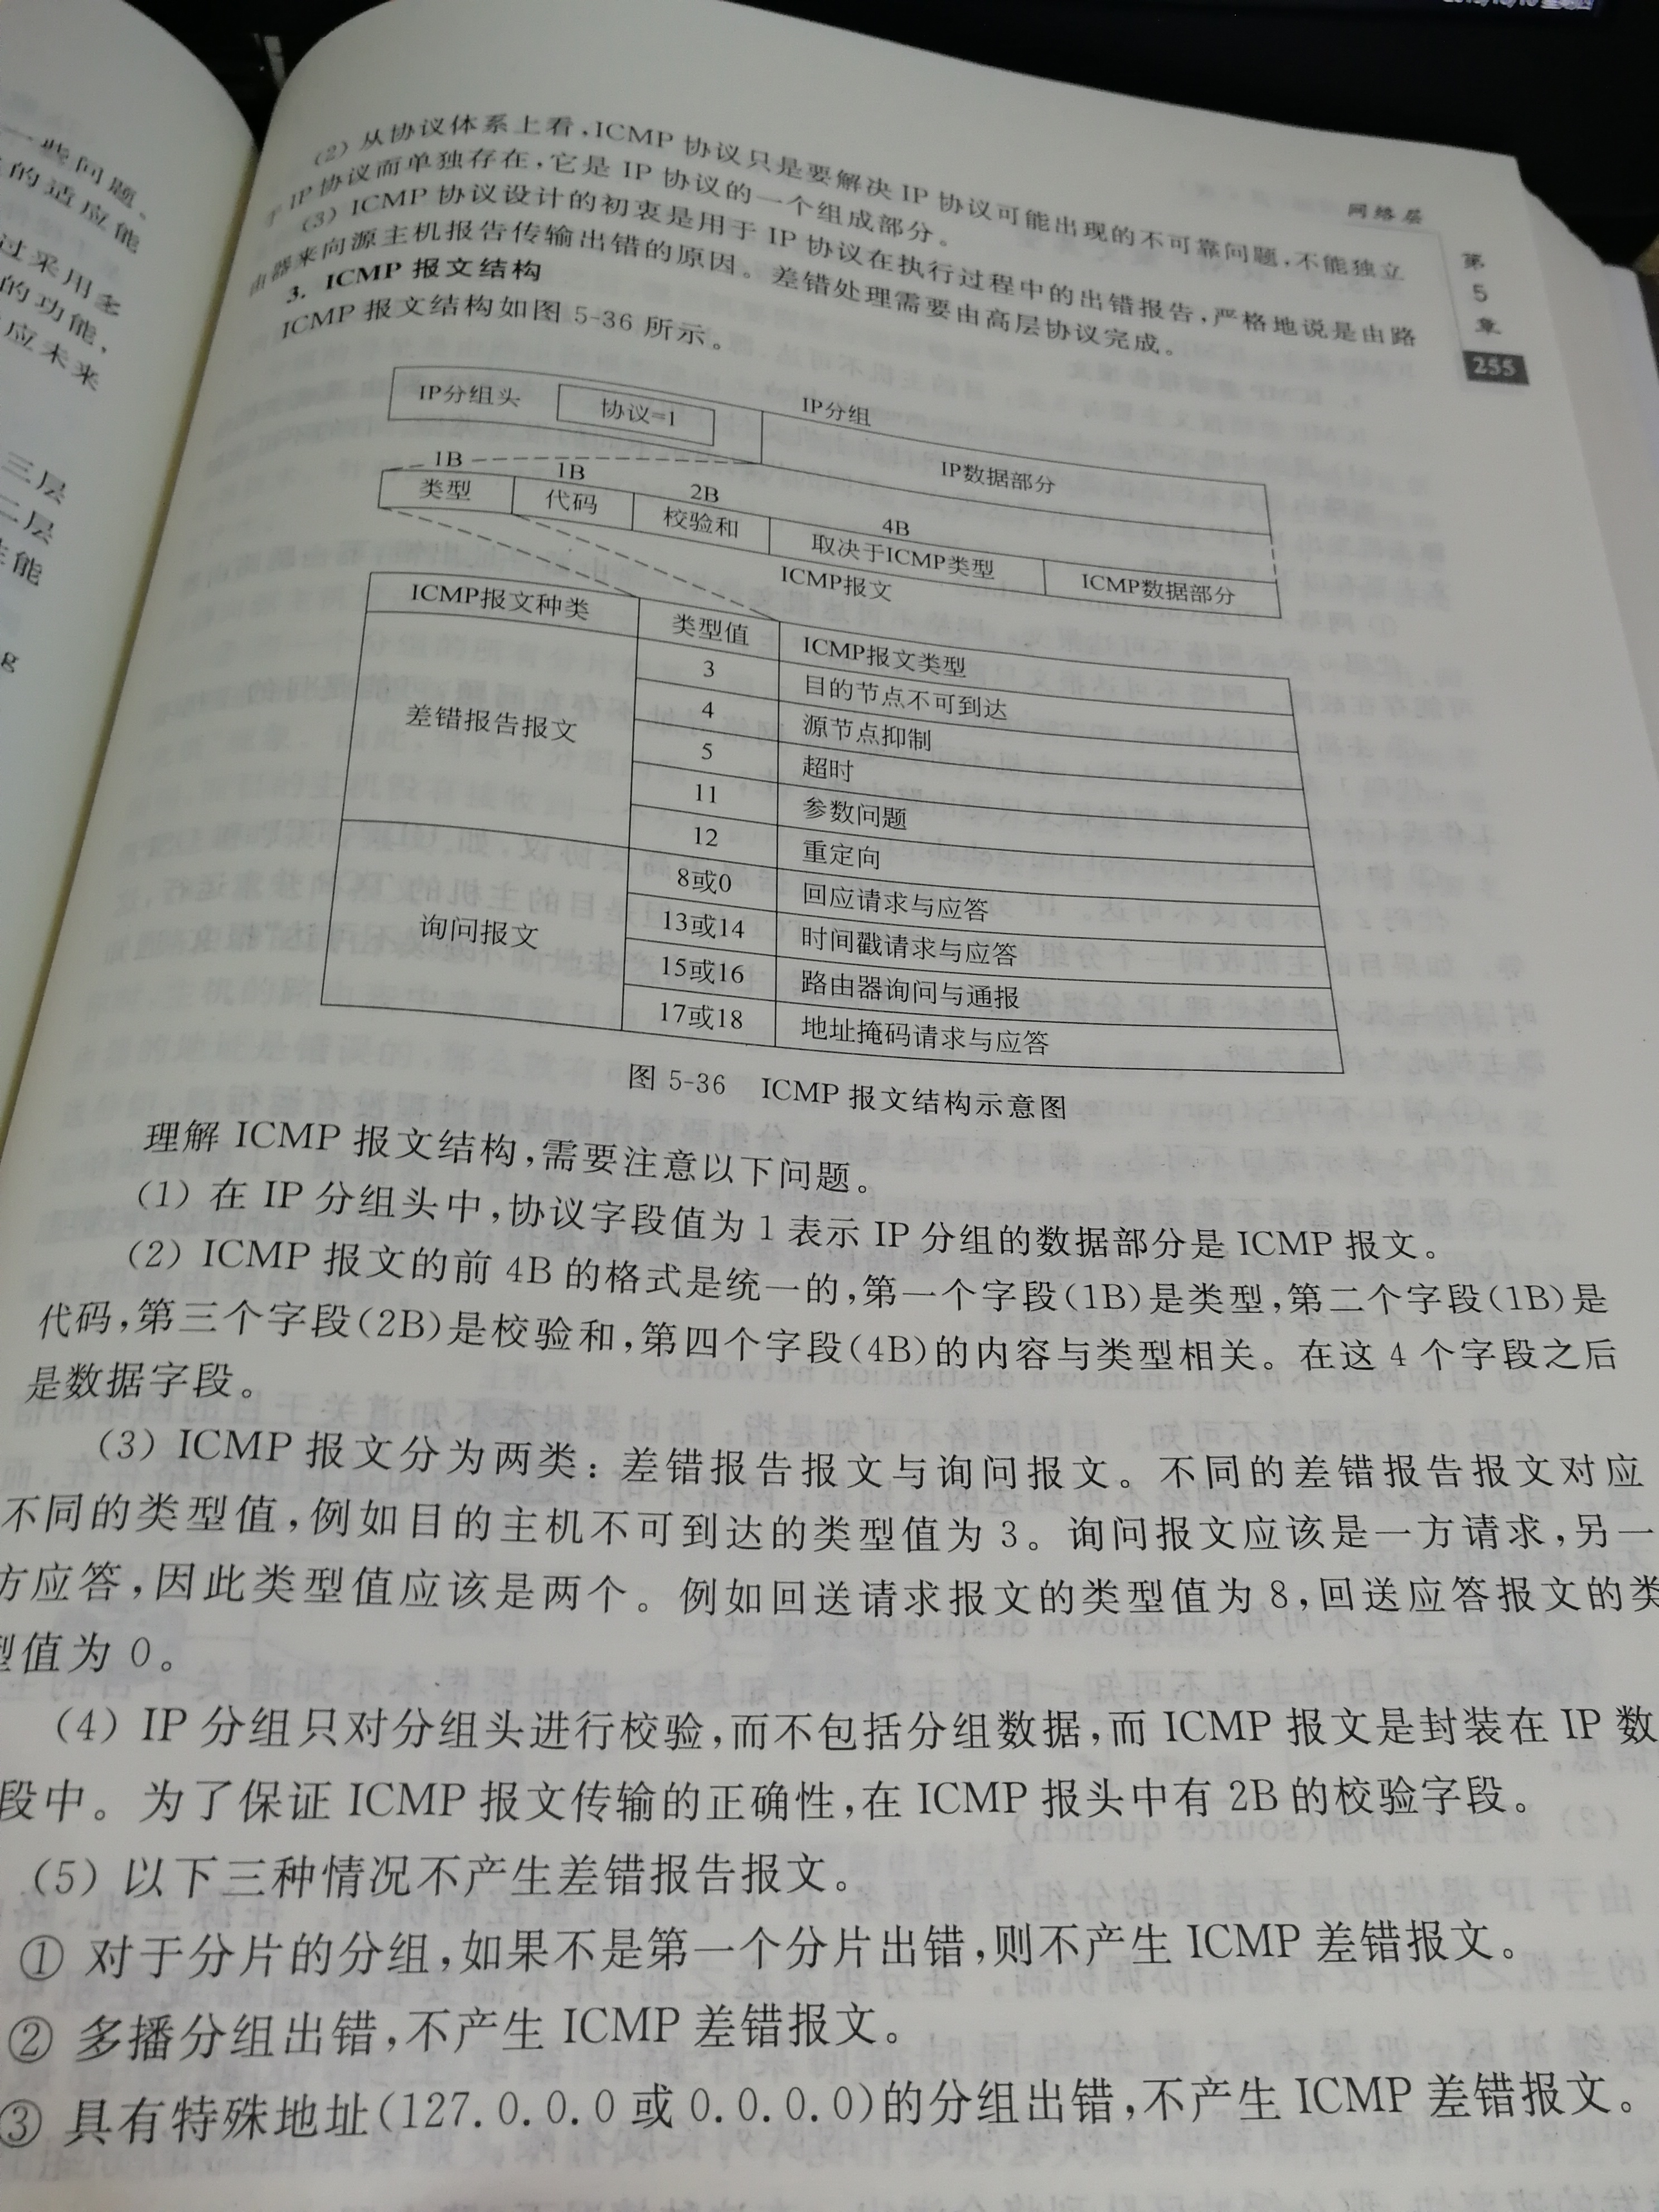 网络层
第
5
章
255
(2) 从协议体系上看,ICMP 协议只是要解决 IP 协议可能出现的不可靠问题,不能独立
于 IP 协议而单独存在,它是 IP 协议的一个组成部分。
(3) ICMP 协议设计的初衷是用于 IP 协议在执行过程中的出错报告,严格地说是由路
由器来向源主机报告传输出错的原因。差错处理需要由高层协议完成。
3. ICMP 报文结构
ICMP 报文结构如图 5-36 所示。
IP分组
IP分组头 协议=1 IP数据部分
1B 1B 2B 4B
类型 代码 校验和 取决于ICMP类型 ICMP数据部分
ICMP报文
ICMP报文种类 类型值 ICMP报文类型
差错报告报文
3 目的节点不可到达
4 源节点抑制
5 超时
11 参数问题
12 重定向
询问报文
8或0 回应请求与应答
13或14 时间戳请求与应答
15或16 路由器询问与通报
17或18 地址掩码请求与应答
图 5-36 ICMP 报文结构示意图
理解 ICMP 报文结构,需要注意以下问题。
(1) 在 IP 分组头中,协议字段值为 1 表示 IP 分组的数据部分是 ICMP 报文。
(2) ICMP 报文的前 4B 的格式是统一的,第一个字段(1B)是类型,第二个字段(1B)是
代码,第三个字段(2B)是校验和,第四个字段(4B)的内容与类型相关。在这 4 个字段之后
是数据字段。
(3) ICMP 报文分为两类:差错报告报文与询问报文。不同的差错报告报文对应
不同的类型值,例如目的主机不可到达的类型值为 3。询问报文应该是一方请求,另一
方应答,因此类型值应该是两个。例如回送请求报文的类型值为 8,回送应答报文的类
型值为 0。
(4) IP 分组只对分组头进行校验,而不包括分组数据,而 ICMP 报文是封装在 IP 数
段中。为了保证 ICMP 报文传输的正确性,在 ICMP 报头中有 2B 的校验字段。
(5) 以下三种情况不产生差错报告报文。
① 对于分片的分组,如果不是第一个分片出错,则不产生 ICMP 差错报文。
② 多播分组出错,不产生 ICMP 差错报文。
③ 具有特殊地址(127.0.0.0 或 0.0.0.0)的分组出错,不产生 ICMP 差错报文。
一些问题。
的适应能
过采用主
的功能,
应未来
三层
二层
性能
g